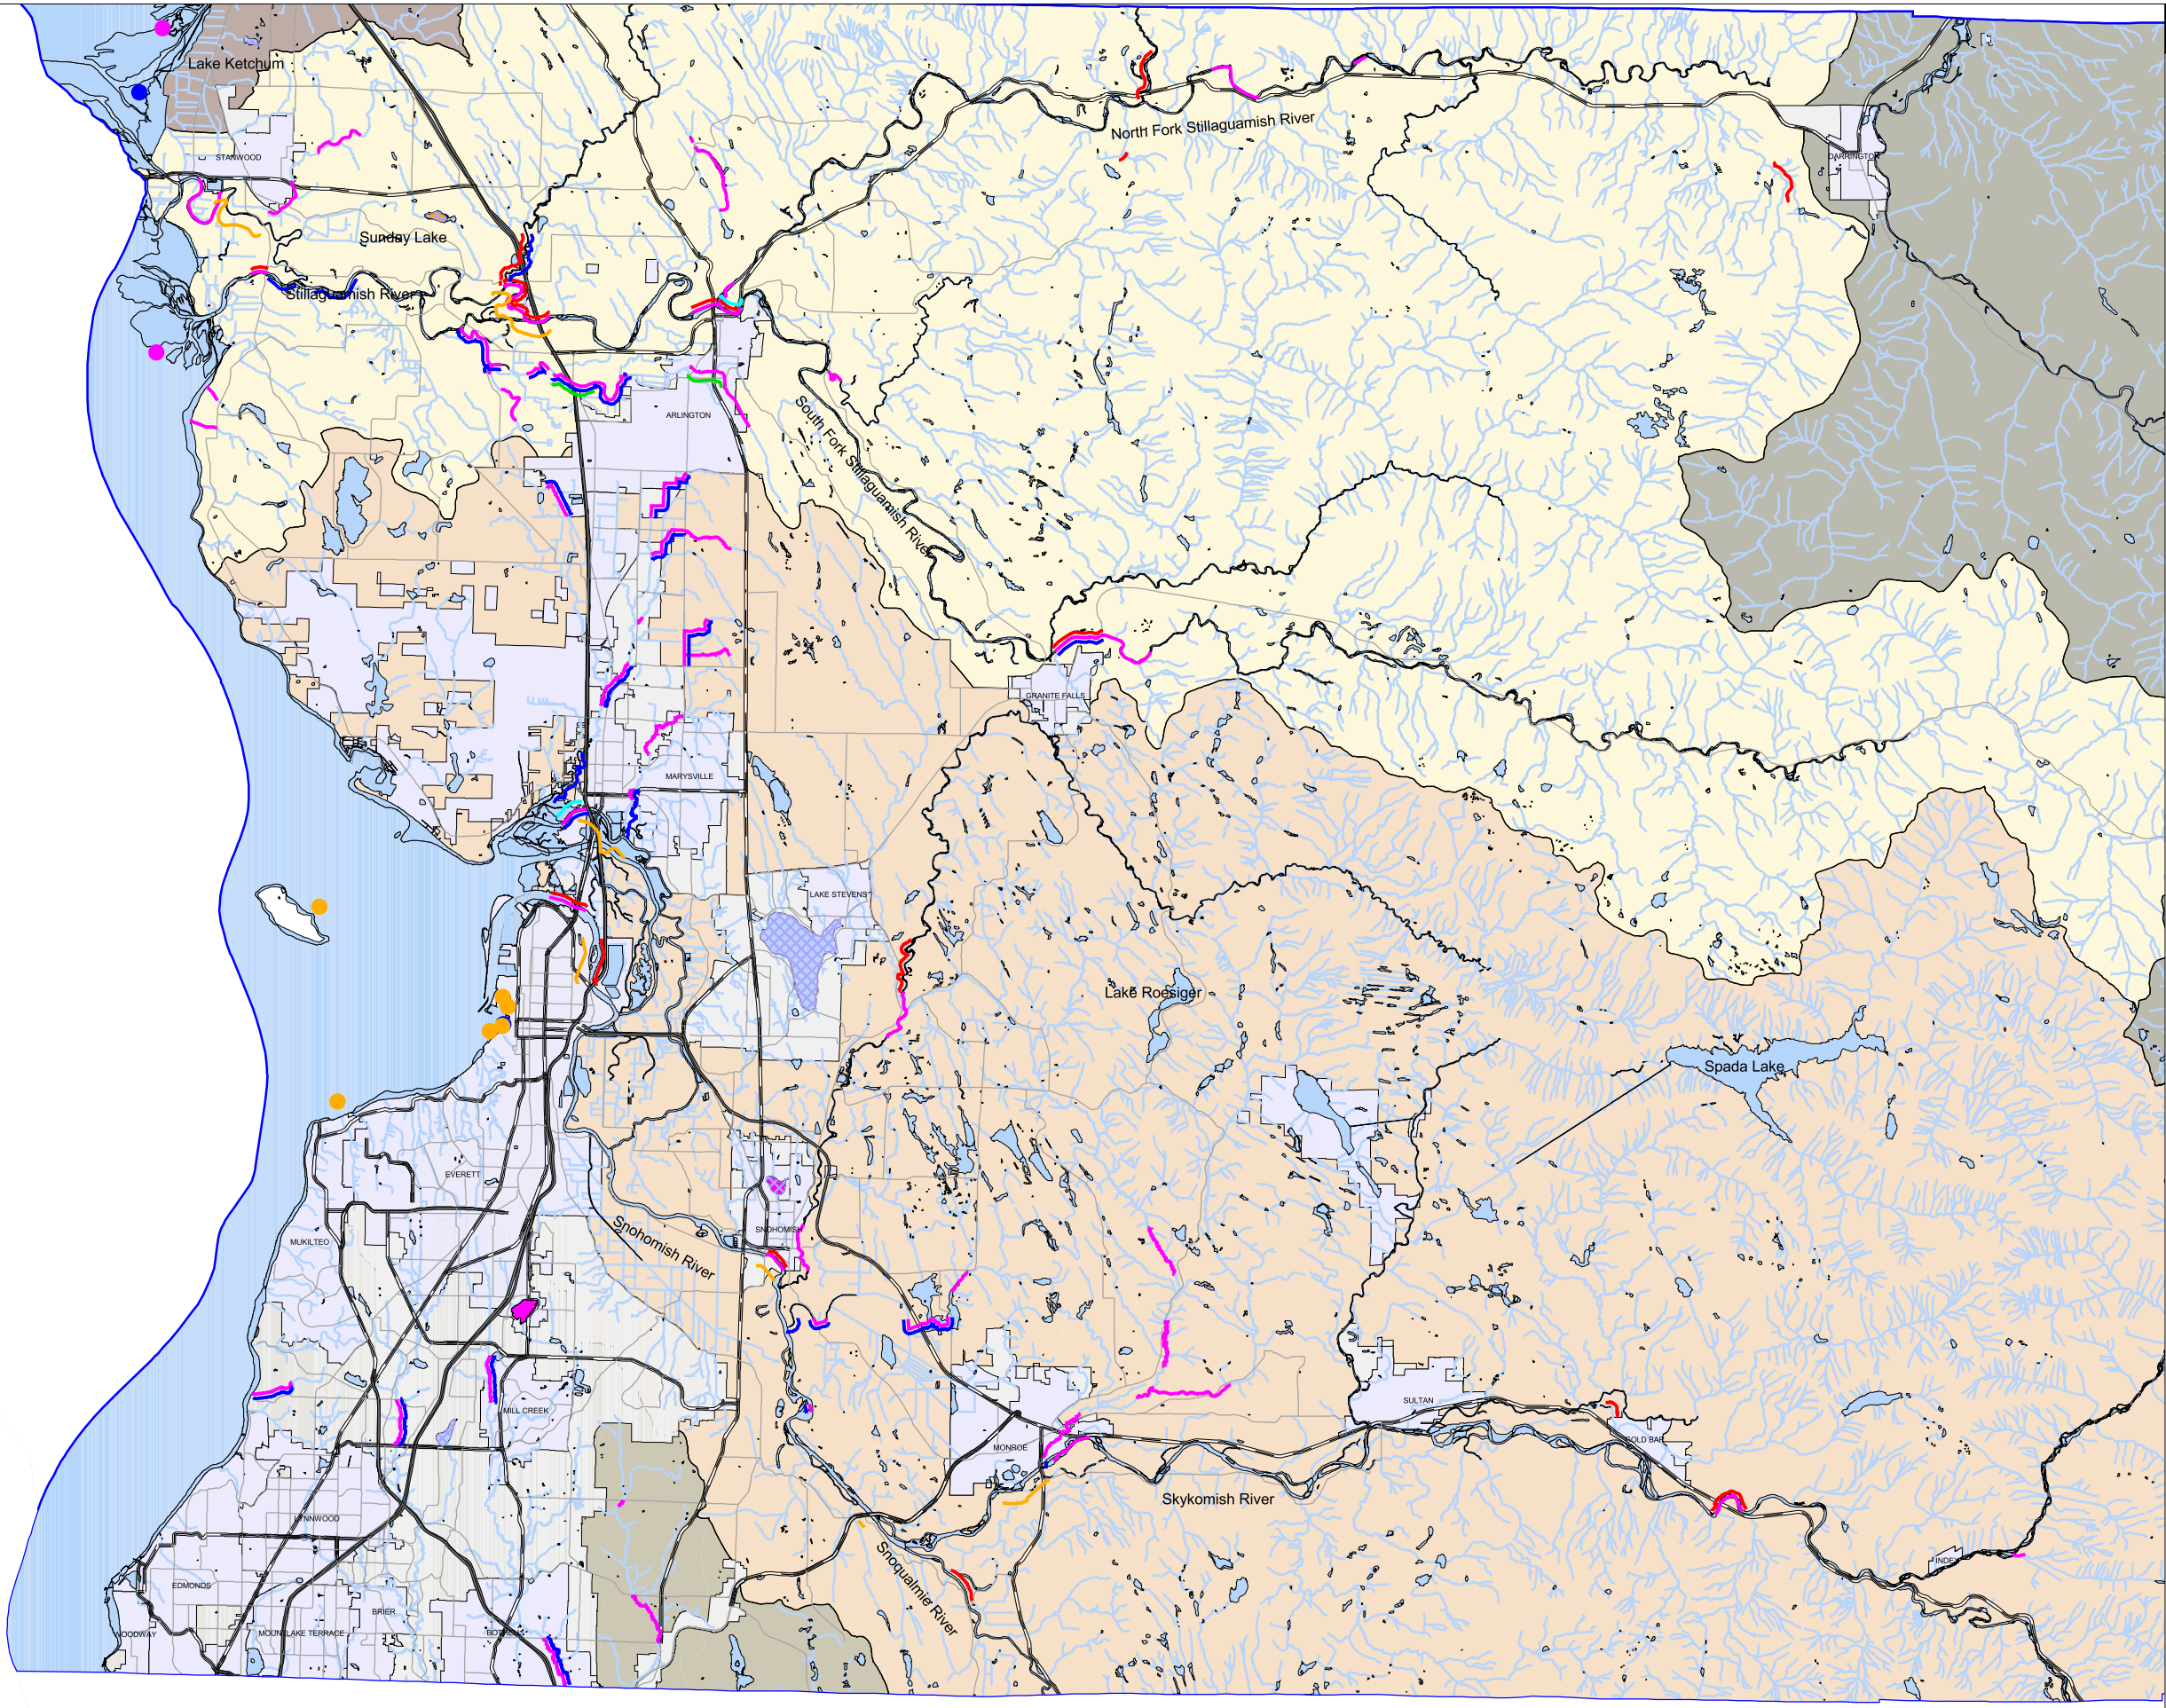 Lake Ketchum
North Fork Stillaguamish River
STANWOOD
DARRINGTON
Sunday Lake
Stillaguamish River
ARLINGTON
South Fork Stillaguamish River
GRANITE FALLS
MARYSVILLE
LAKE STEVENS
Lake Roesiger
Spada Lake
EVERETT
SNOHOMISH
MUKILTEO
Snohomish River
SULTAN
MILL CREEK
GOLD BAR
MONROE
Skykomish River
LYNNWOOD
INDEX
Snoqualmie River
EDMONDS
BRIER
WOODWAY
MOUNTLAKE TERRACE
BOTHELL